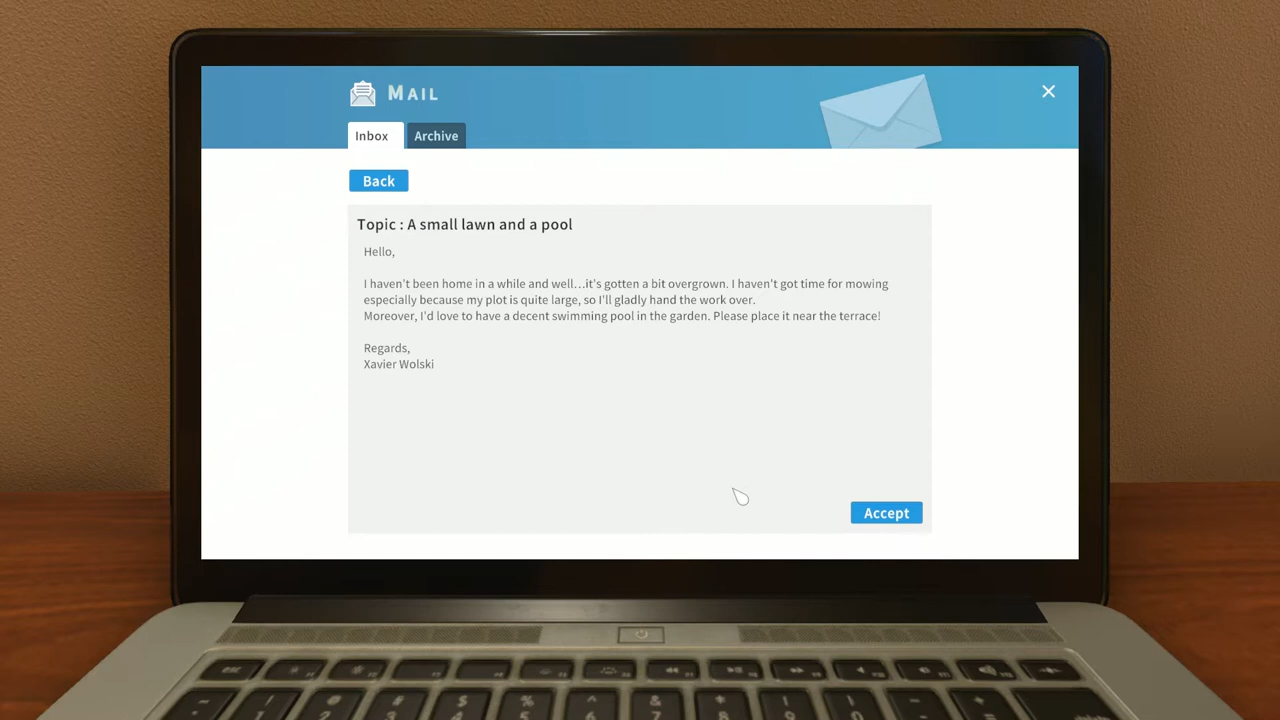 MAIL
Inbox
Archive
Back
Topic : A small lawn and a pool
Hello,
I haven't been home in a while and well...it's gotten a bit overgrown. I haven't got time for mowing
especially because my plot is quite large, so I'll gladly hand the work over.
Moreover, I'd love to have a decent swimming pool in the garden. Please place it near the terrace!
Regards,
Xavier Wolski
Accept